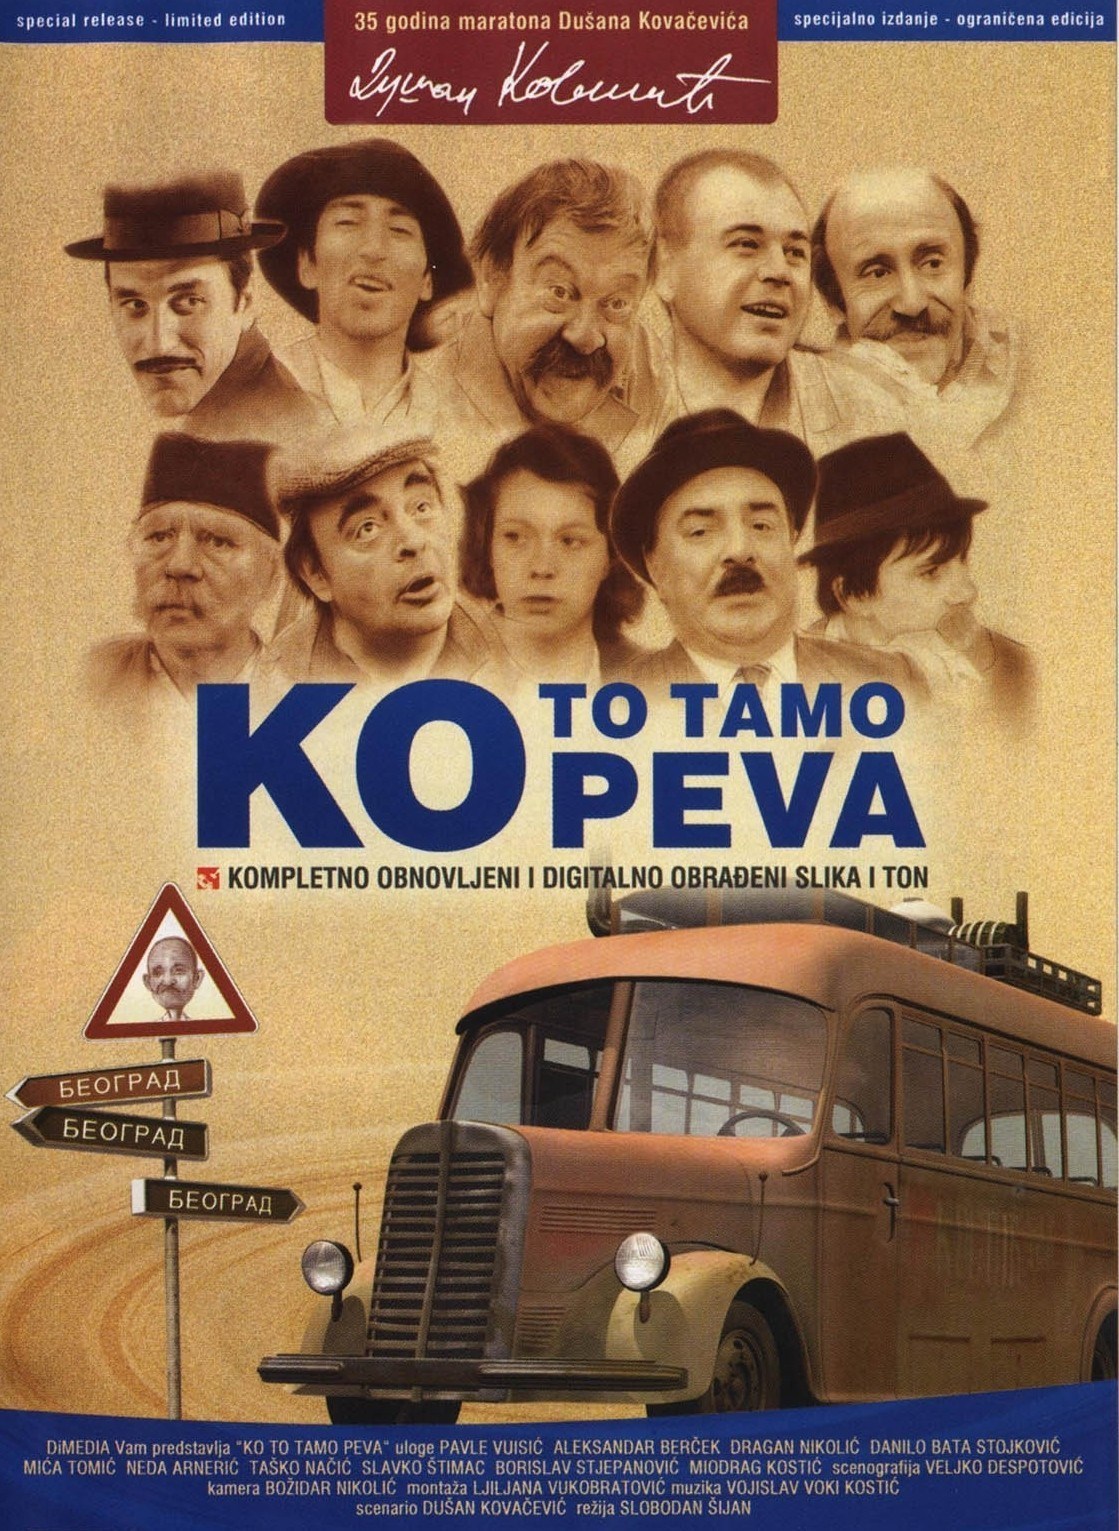 special release - limited edition
35 godina maratona Dušana Kovačevića
specijalno izdanje - ograničena edicija
KO TO TAMO
PEVA
KOMPLETNO OBNOVLJENI I DIGITALNO OBRAĐENI SLIKA I TON
БЕОГРАД
БЕОГРАД
БЕОГРАД
DiMEDIA Vam predstavlja "KO TO TAMO PEVA" uloge PAVLE VUISIĆ ALEKSANDAR BERČEK DRAGAN NIKOLIĆ DANILO BATA STOJKOVIĆ
MIĆA TOMIĆ NEDA ARNERIĆ TAŠKO NAČIĆ SLAVKO ŠTIMAC BORISLAV STJEPANOVIĆ MIODRAG KOSTIĆ scenografija VELJKO DESPOTOVIĆ
kamera BOŽIDAR NIKOLIĆ montaža LJILJANA VUKOBRATOVIĆ muzika VOJISLAV VOKI KOSTIĆ
scenario DUŠAN KOVAČEVIĆ režija SLOBODAN ŠIJAN